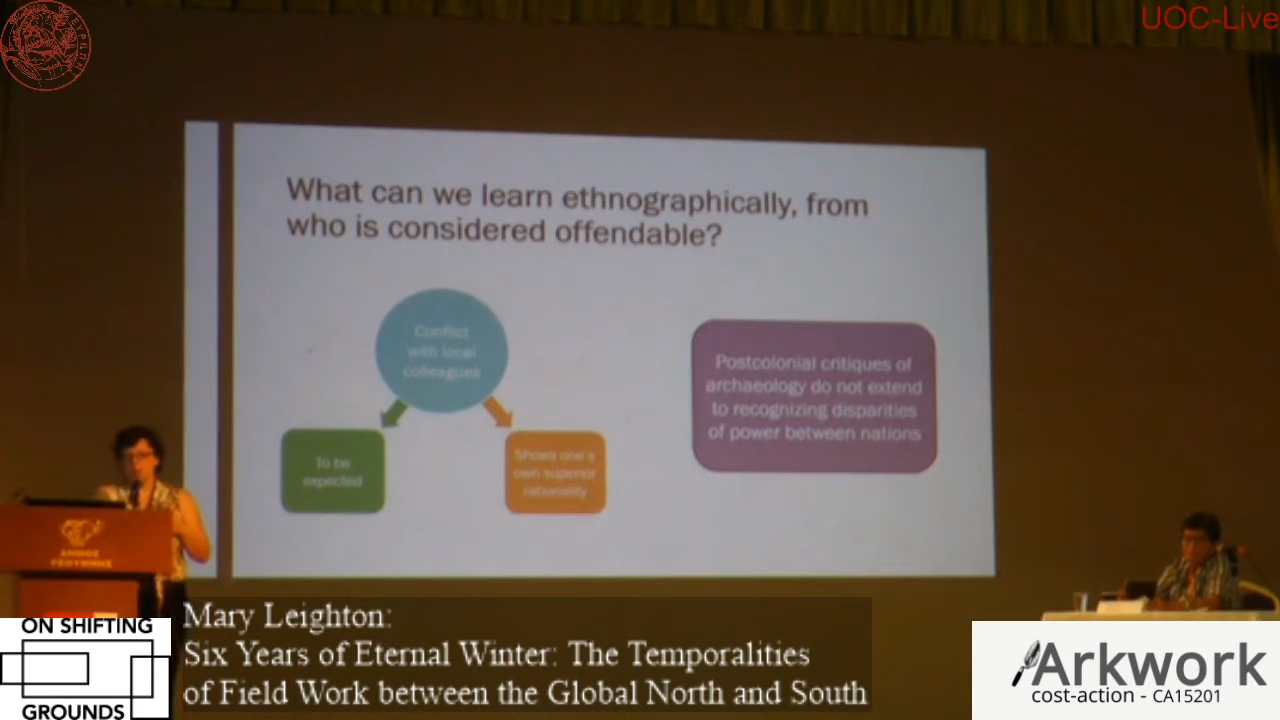 UOC-Live
What can we learn ethnographically, from
who is considered offendable?
Conflict
with local
colleagues
To be
expected
Shows one's
own superior
rationality
Postcolonial critiques of
archaeology do not extend
to recognizing disparities
of power between nations
ΔΗΜΟΣ
ΡΕΘΥΜΝΗΣ
Mary Leighton:
Six Years of Eternal Winter: The Temporalities
of Field Work between the Global North and South
ON SHIFTING
GROUNDS
Arkwork
cost-action - CA15201